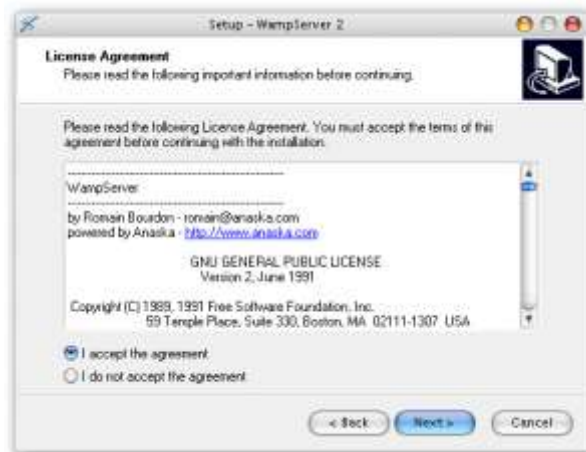 Setup - WampServer 2
License Agreement
Please read the following important information before continuing.
Please read the following License Agreement. You must accept the terms of this
agreement before continuing with the installation.
--------------------------------------------------
WampServer
--------------------------------------------------
by Romain Bourdon - romain@anaska.com
powered by Anaska - http://www.anaska.com
GNU GENERAL PUBLIC LICENSE
Version 2, June 1991
Copyright (C) 1989, 1991 Free Software Foundation, Inc.
59 Temple Place, Suite 330, Boston, MA 02111-1307 USA
I accept the agreement
I do not accept the agreement
< Back Next > Cancel